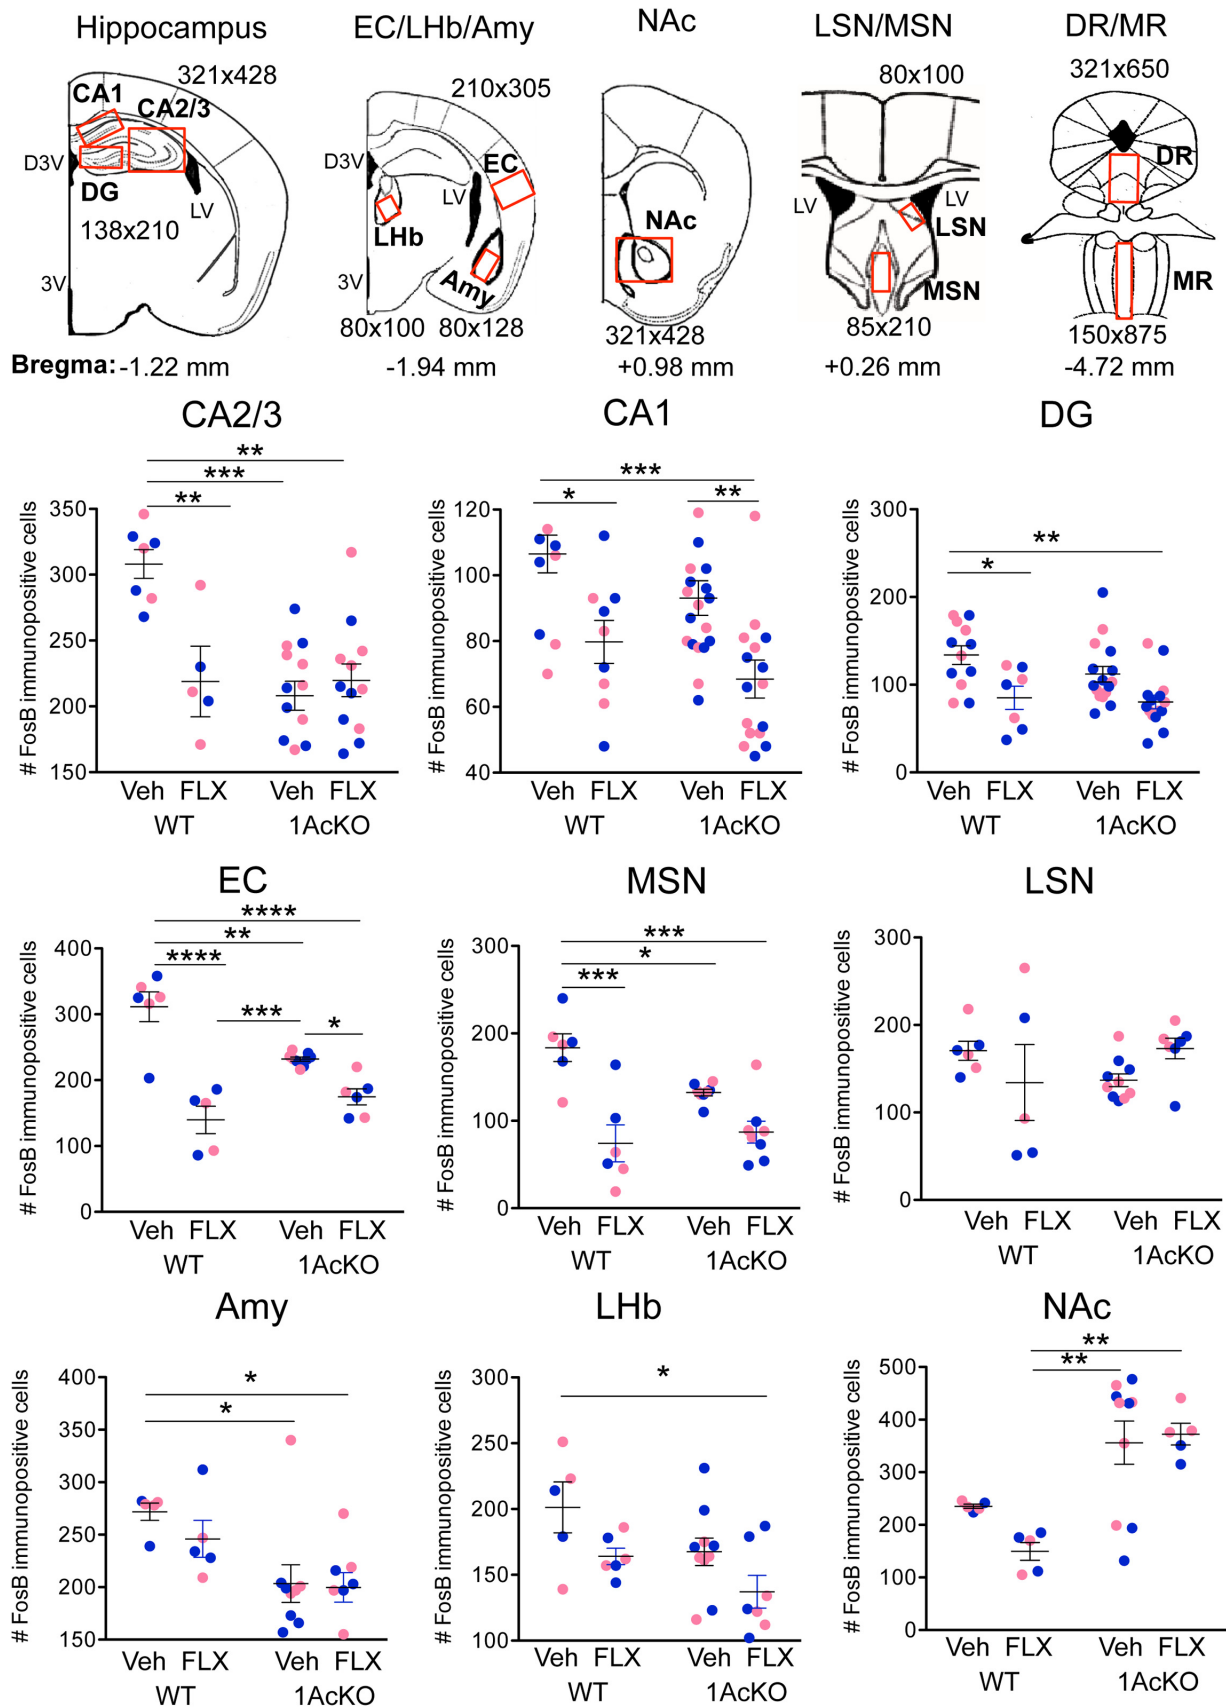 Hippocampus EC/LHb/Amy NAc LSN/MSN DR/MR
321x428 210x305 80x100 321x650
CA1 CA2/3 DG D3V LV 3V 138x210
D3V EC LV LHb Amy 3V 80x100 80x128
NAc 321x428
LV LV LSN MSN 85x210
DR MR 150x875
Bregma: -1.22 mm -1.94 mm +0.98 mm +0.26 mm -4.72 mm
CA2/3
# FosB immunopositive cells
350
300
250
200
150
**
***
**
Veh FLX Veh FLX
WT 1AcKO
CA1
# FosB immunopositive cells
120
100
80
60
40
***
* **
Veh FLX Veh FLX
WT 1AcKO
DG
# FosB immunopositive cells
300
200
100
0
**
*
Veh FLX Veh FLX
WT 1AcKO
EC
# FosB immunopositive cells
400
300
200
100
0
****
**
****
*** *
Veh FLX Veh FLX
WT 1AcKO
MSN
# FosB immunopositive cells
300
200
100
0
***
*
***
Veh FLX Veh FLX
WT 1AcKO
LSN
# FosB immunopositive cells
300
200
100
0
Veh FLX Veh FLX
WT 1AcKO
Amy
# FosB immunopositive cells
400
350
300
250
200
150
*
*
Veh FLX Veh FLX
WT 1AcKO
LHb
# FosB immunopositive cells
300
250
200
150
100
*
Veh FLX Veh FLX
WT 1AcKO
NAc
# FosB immunopositive cells
500
400
300
200
100
0
**
**
Veh FLX Veh FLX
WT 1AcKO